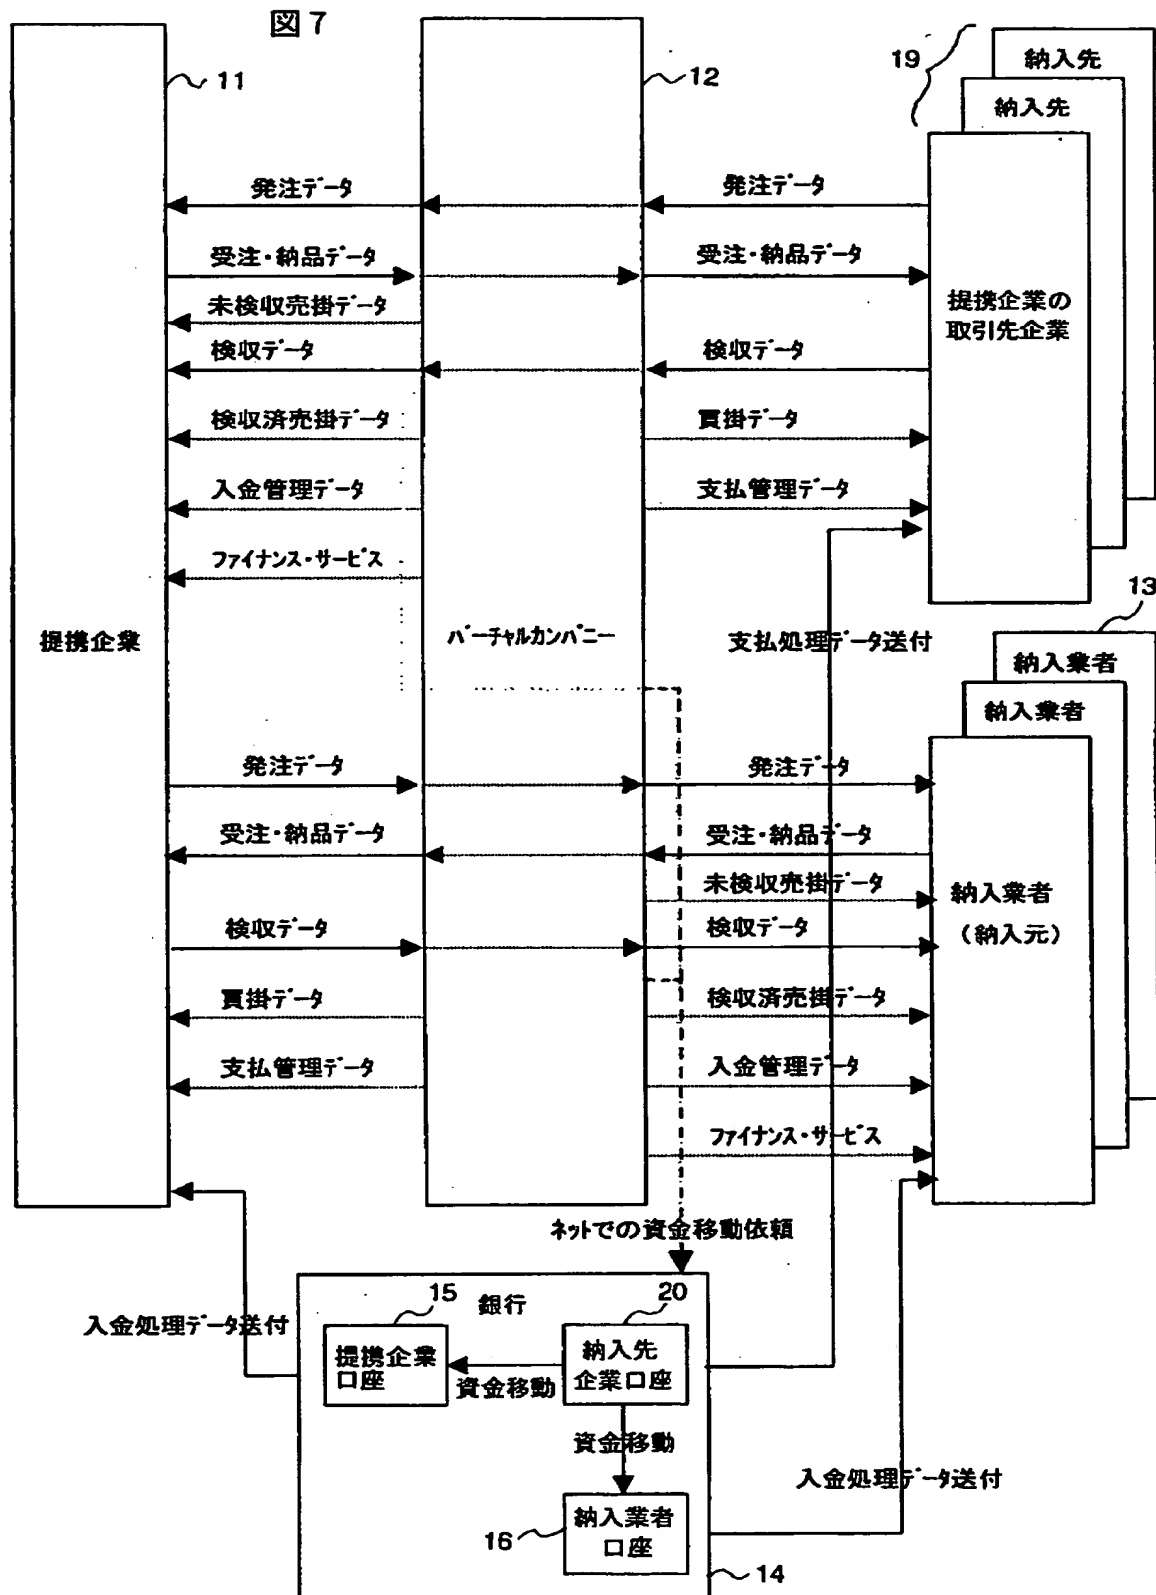 図7
11
12
19
納入先
納入先
提携企業の
取引先企業
発注データ
発注データ
受注・納品データ
受注・納品データ
未検収売掛データ
検収データ
検収データ
検収済売掛データ
買掛データ
入金管理データ
支払管理データ
ファイナンス・サービス
13
提携企業
バーチャルカンパニー
支払処理データ送付
納入業者
納入業者
納入業者
(納入元)
発注データ
発注データ
受注・納品データ
受注・納品データ
未検収売掛データ
検収データ
検収データ
買掛データ
検収済売掛データ
支払管理データ
入金管理データ
ファイナンス・サービス
ネットでの資金移動依頼
15
銀行
20
入金処理データ送付
提携企業
口座
資金移動
納入先
企業口座
資金移動
入金処理データ送付
16
納入業者
口座
14